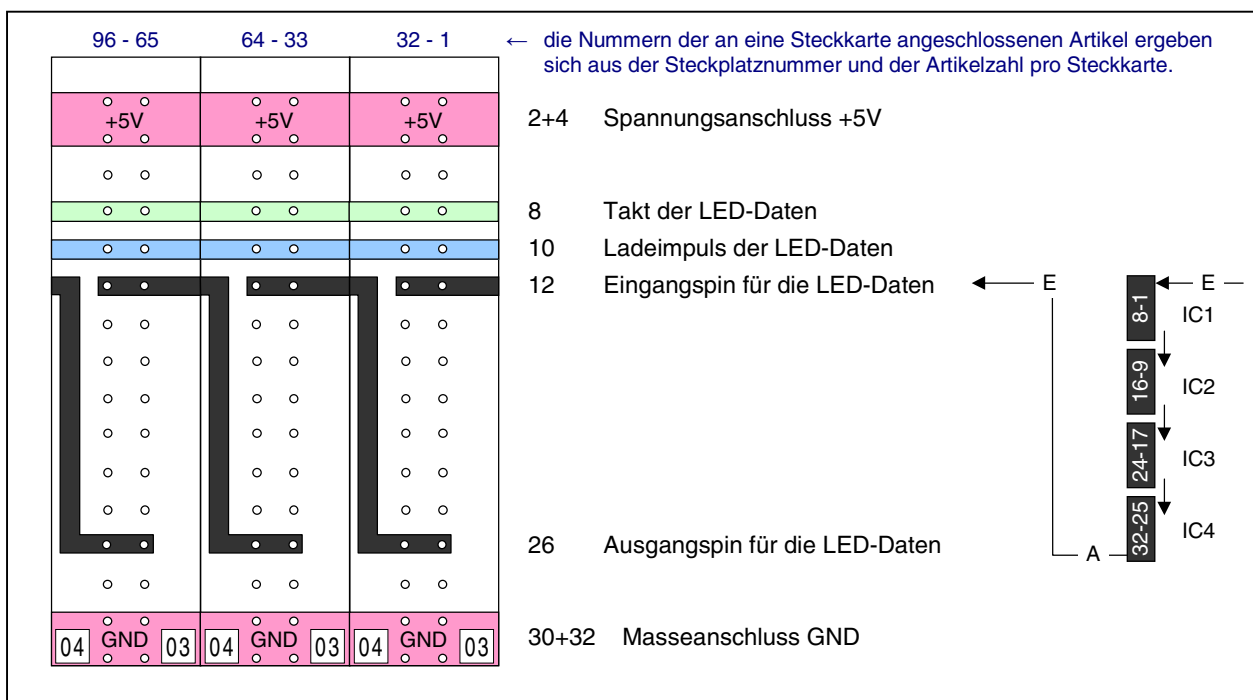 96 - 65 64 - 33 32 - 1 ← die Nummern der an eine Steckkarte angeschlossenen Artikel ergeben
sich aus der Steckplatznummer und der Artikelzahl pro Steckkarte.
+5V +5V +5V 2+4 Spannungsanschluss +5V
8 Takt der LED-Daten
10 Ladeimpuls der LED-Daten
12 Eingangspin für die LED-Daten E E
8-1 IC1
16-9 IC2
24-17 IC3
32-25 IC4
26 Ausgangspin für die LED-Daten A
04 GND 03 04 GND 03 04 GND 03 30+32 Masseanschluss GND